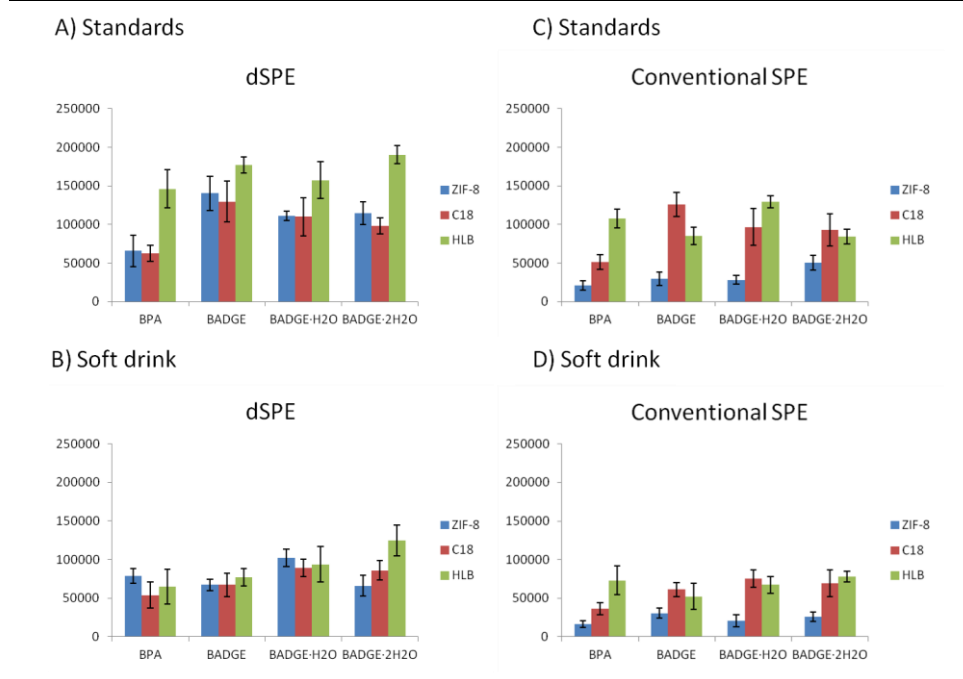 A) Standards
dSPE
250000
200000
150000
100000
50000
0
BPA BADGE BADGE·H2O BADGE·2H2O
ZIF-8
C18
HLB
B) Soft drink
dSPE
250000
200000
150000
100000
50000
0
BPA BADGE BADGE·H2O BADGE·2H2O
ZIF-8
C18
HLB
C) Standards
Conventional SPE
250000
200000
150000
100000
50000
0
BPA BADGE BADGE·H2O BADGE·2H2O
ZIF-8
C18
HLB
D) Soft drink
Conventional SPE
250000
200000
150000
100000
50000
0
BPA BADGE BADGE·H2O BADGE·2H2O
ZIF-8
C18
HLB